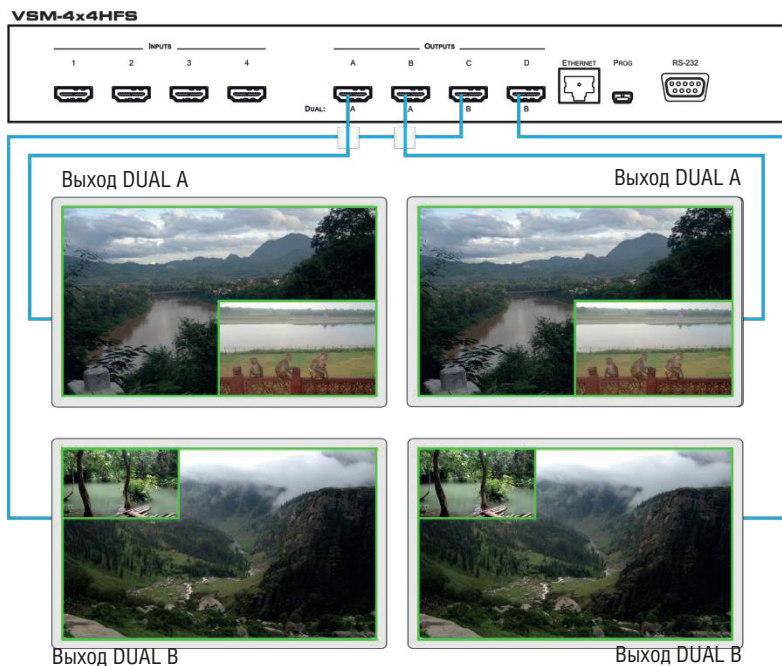 VSM-4x4HFS
INPUTS OUTPUTS
1 2 3 4 A B C D ETHERNET PROG RS-232
DUAL: A A B B
Выход DUAL A Выход DUAL A
Выход DUAL B Выход DUAL B